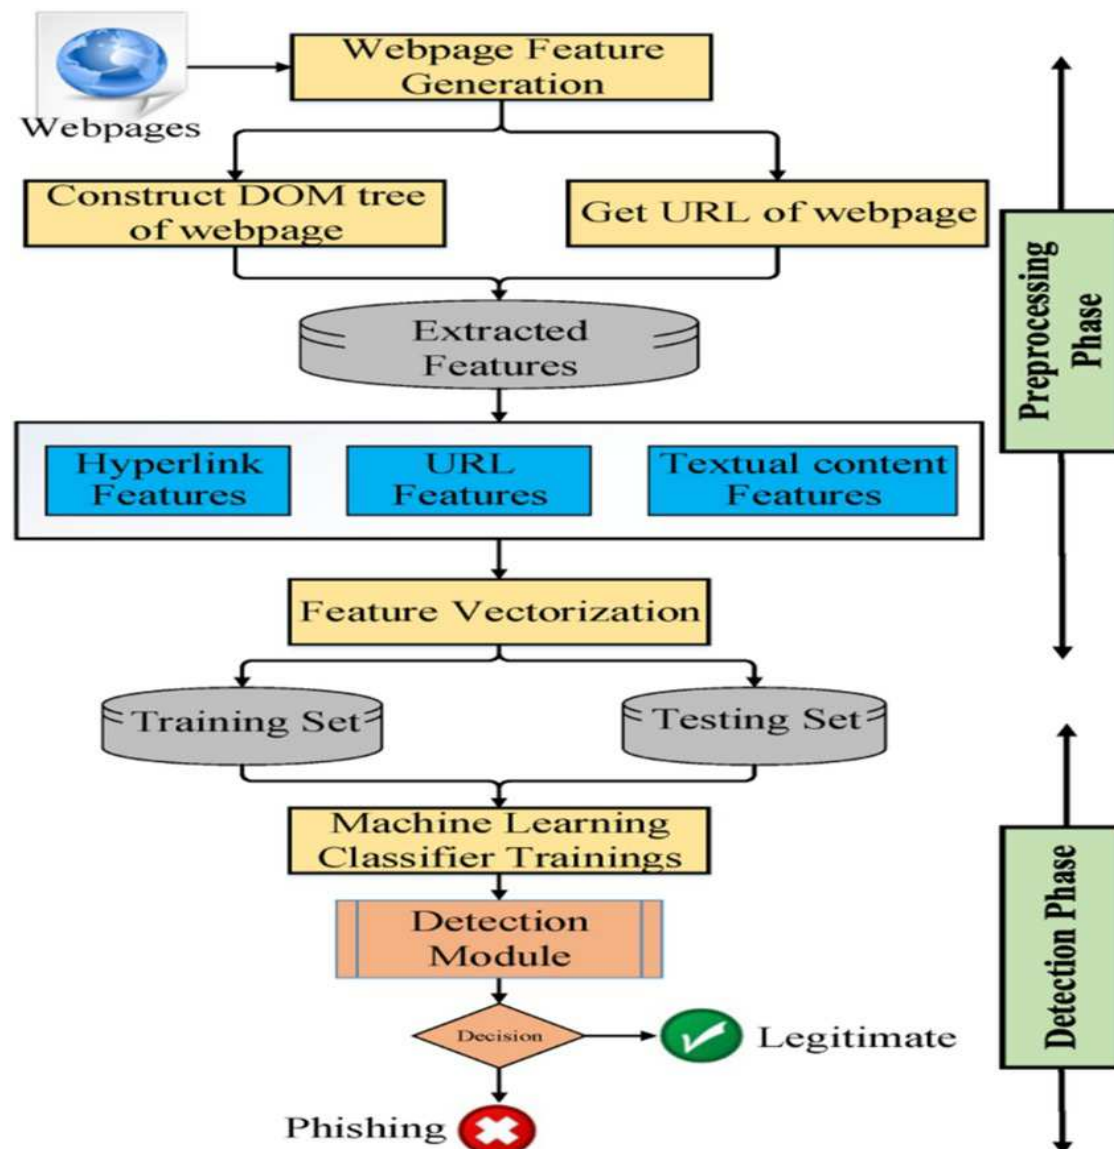 Webpage Feature
Generation
Webpages
Construct DOM tree
of webpage
Get URL of webpage
Extracted
Features
Hyperlink
Features
URL
Features
Textual content
Features
Feature Vectorization
Training Set
Testing Set
Machine Learning
Classifier Trainings
Detection
Module
Decision
Legitimate
Phishing
Preprocessing
Phase
Detection Phase